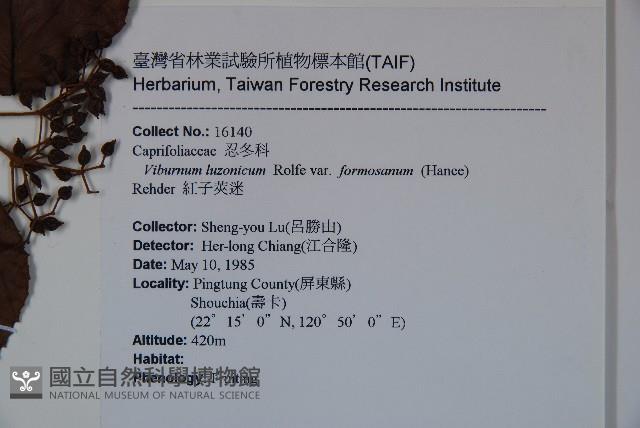 臺灣省林業試驗所植物標本館(TAIF)
Herbarium, Taiwan Forestry Research Institute
Collect No.: 16140
Caprifoliaceae 忍冬科
Viburnum luzonicum Rolfe var. formosanum (Hance)
Rehder 紅子莢迷
Collector: Sheng-you Lu(呂勝山)
Detector: Her-long Chiang(江合隆)
Date: May 10, 1985
Locality: Pingtung County(屏東縣)
Shouchia(壽卡)
(22° 15' 0" N, 120° 50' 0" E)
Altitude: 420m
Habitat:
Phenology:
國立自然科學博物館
NATIONAL MUSEUM OF NATURAL SCIENCE